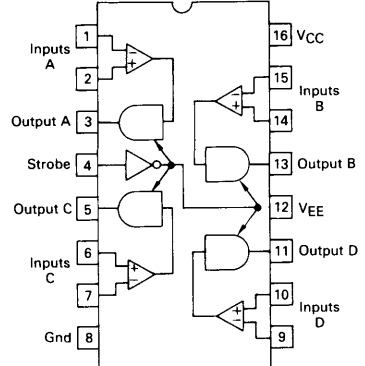 1
Inputs
A
2
Output A 3
Strobe 4
Output C 5
6
Inputs
C
7
Gnd 8
16 VCC
15
Inputs
B
14
13 Output B
12 VEE
11 Output D
10
Inputs
D
9
− +
− +
+ −
− +
+ −